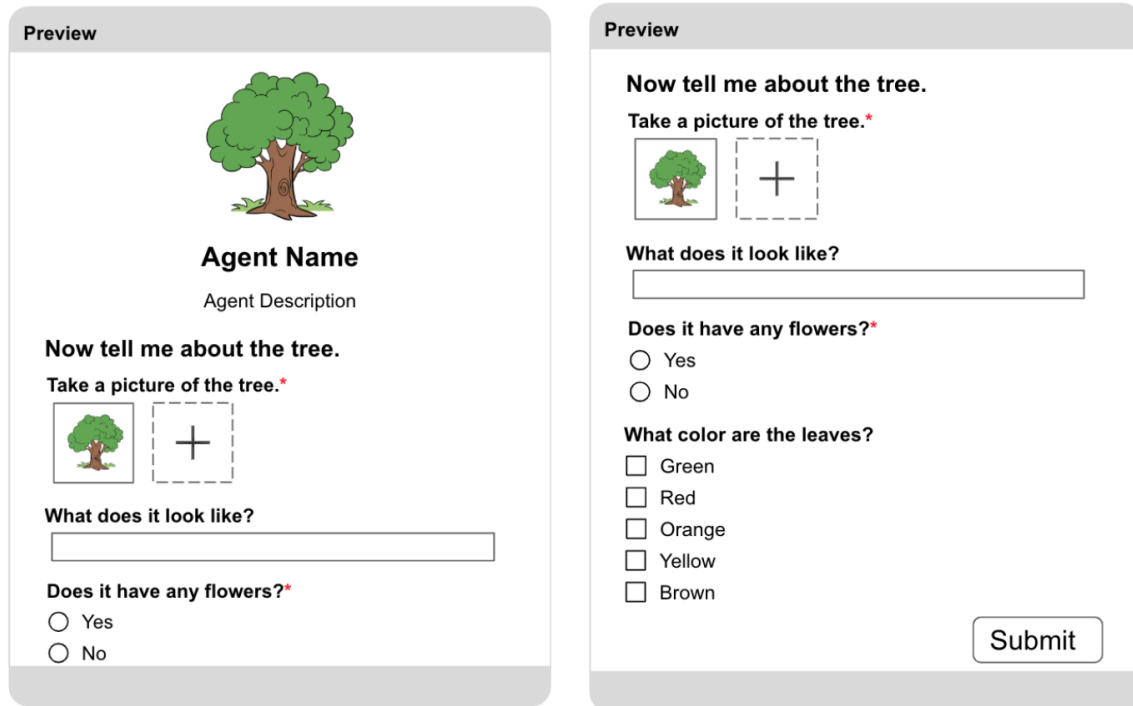 Preview
Agent Name
Agent Description
Now tell me about the tree.
Take a picture of the tree.*
What does it look like?
Does it have any flowers?*
Yes
No
Preview
Now tell me about the tree.
Take a picture of the tree.*
What does it look like?
Does it have any flowers?*
Yes
No
What color are the leaves?
Green
Red
Orange
Yellow
Brown
Submit